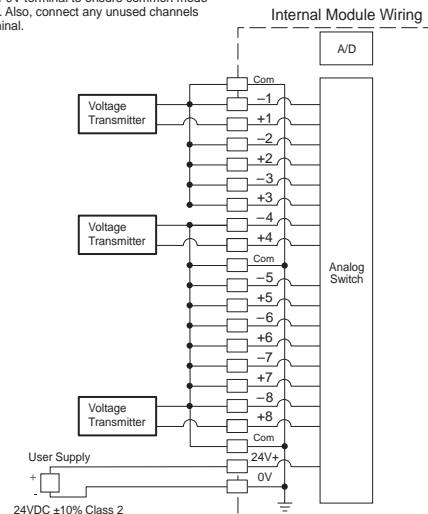 0V terminal to ensure common mode
. Also, connect any unused channels
minal.
Internal Module Wiring
A/D
Com
–1
Voltage
Transmitter
+1
–2
+2
–3
+3
–4
Voltage
Transmitter
+4
Com
Analog
Switch
–5
+5
–6
+6
–7
+7
–8
Voltage
Transmitter
+8
Com
User Supply
24V+
+
0V
-
24VDC ±10% Class 2